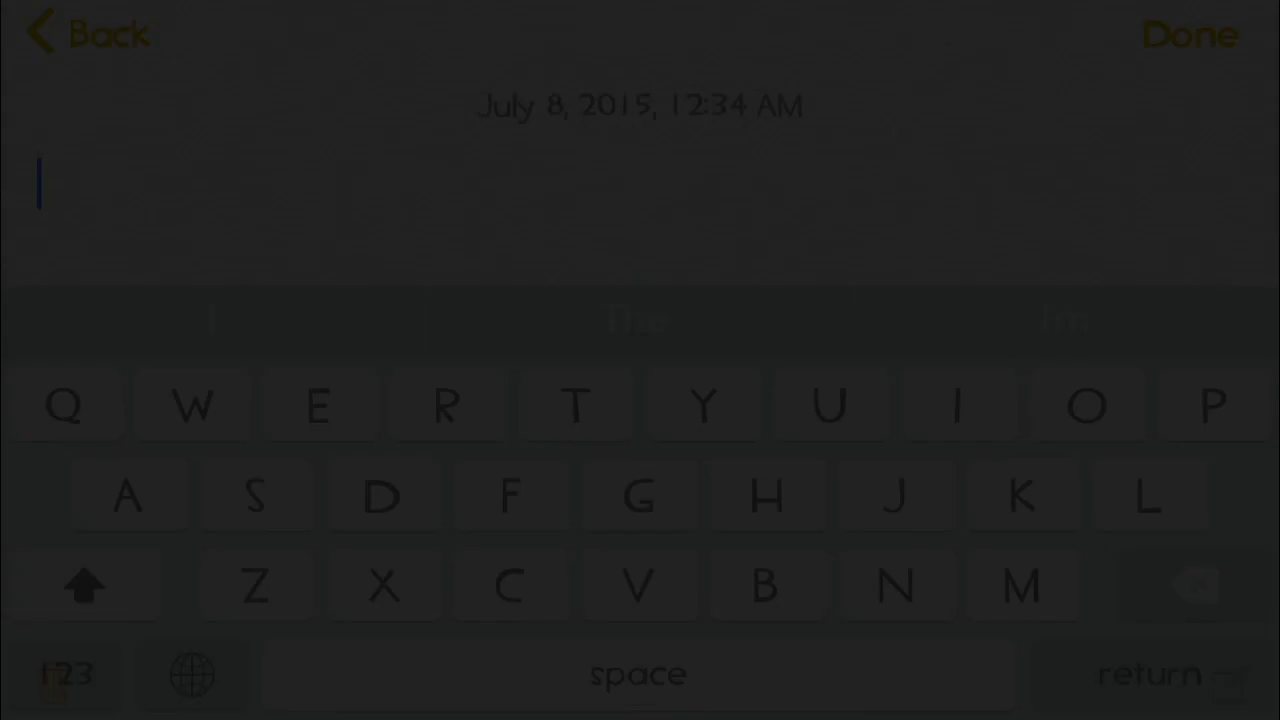 Back Done
July 8, 2015, 12:34 AM
I The I'm
Q W E R T Y U I O P
A S D F G H J K L
Z X C V B N M
123 space return